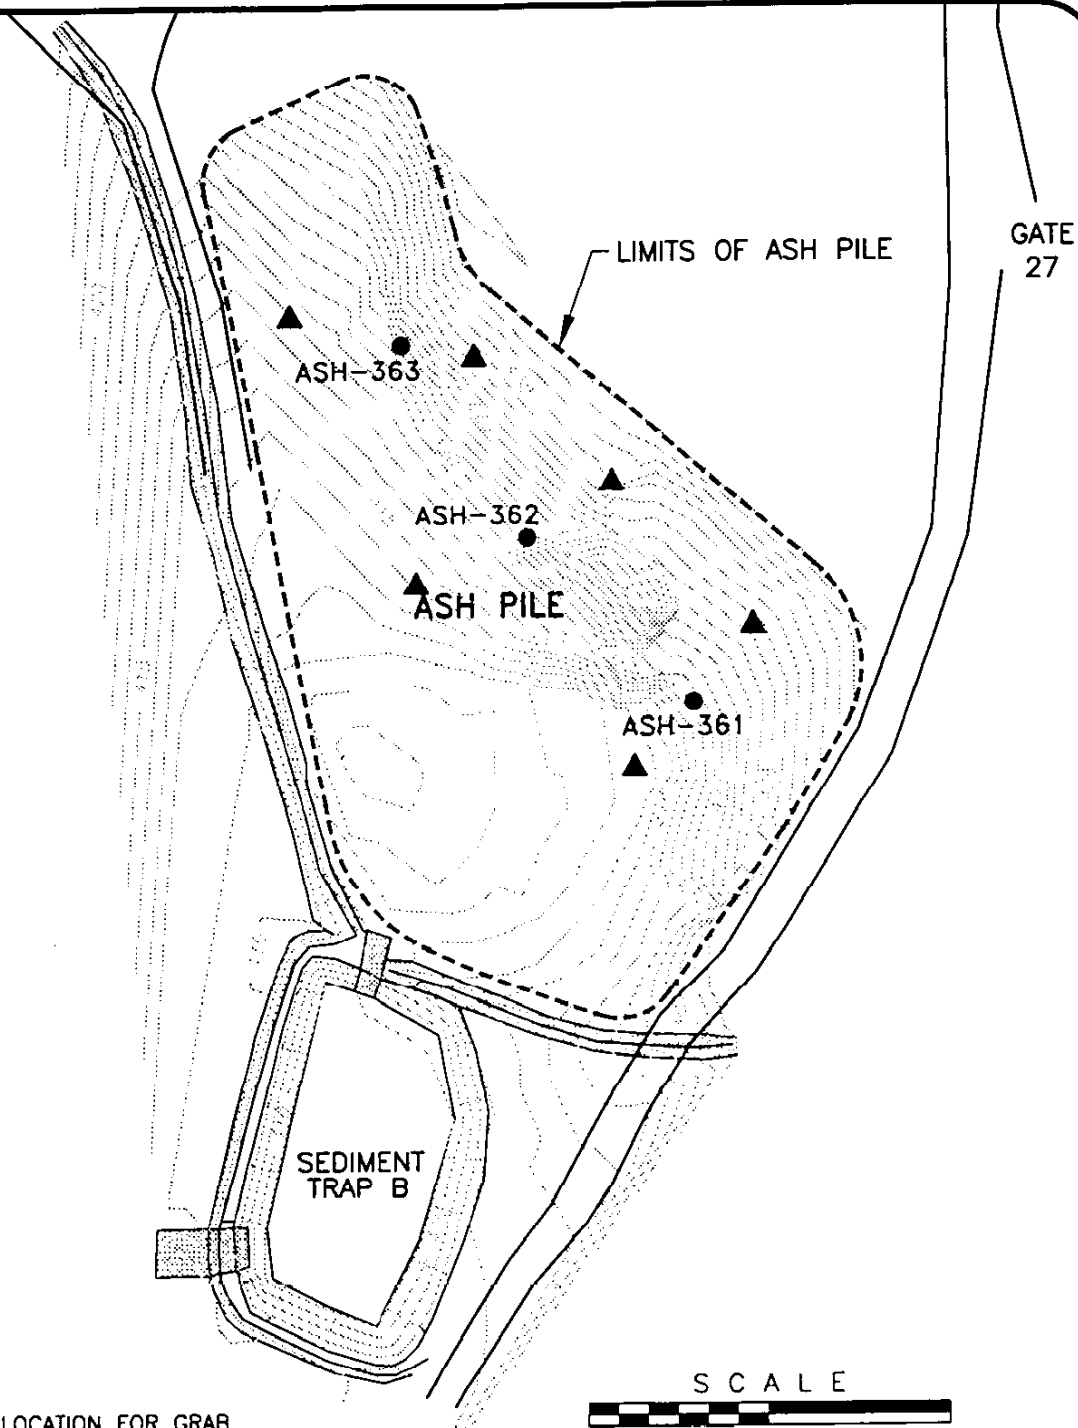 LIMITS OF ASH PILE
GATE
27
ASH-363
ASH-362
ASH PILE
ASH-361
SEDIMENT
TRAP B
SCALE
LOCATION FOR GRAB